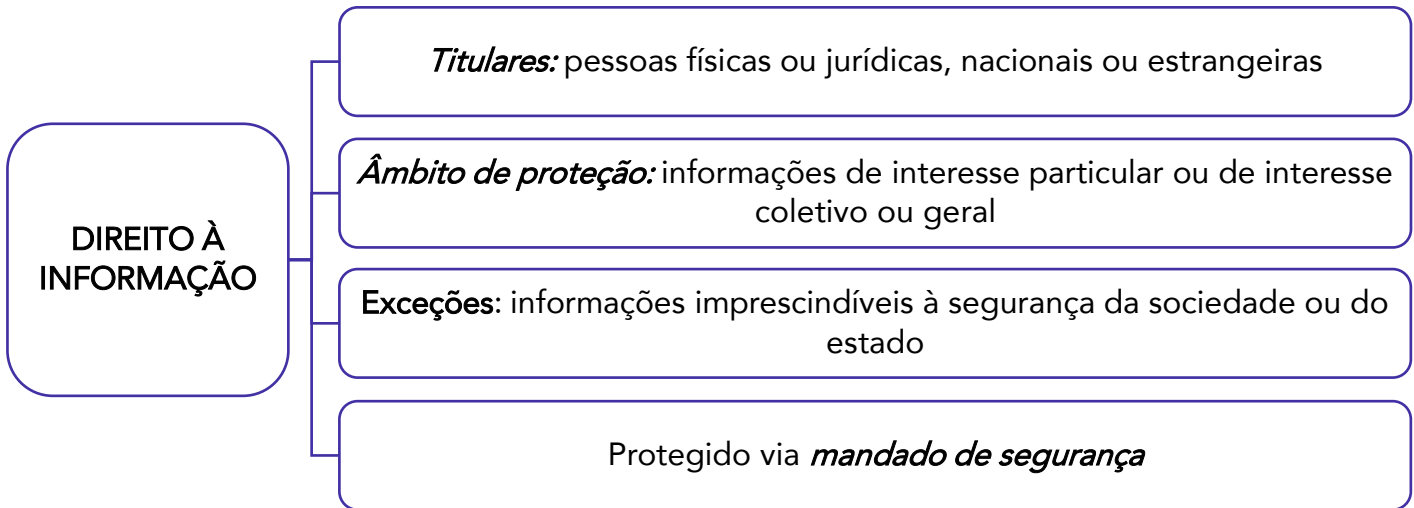 DIREITO À
INFORMAÇÃO
Titulares: pessoas físicas ou jurídicas, nacionais ou estrangeiras
Âmbito de proteção: informações de interesse particular ou de interesse
coletivo ou geral
Exceções: informações imprescindíveis à segurança da sociedade ou do
estado
Protegido via mandado de segurança